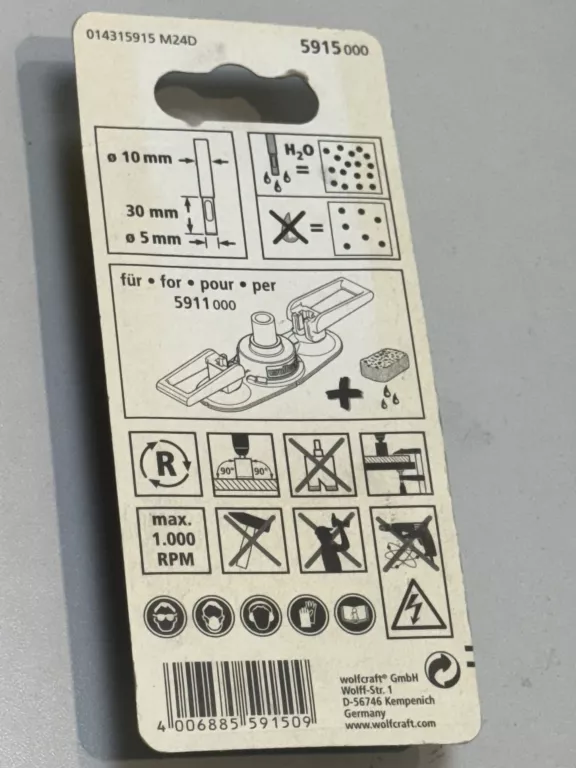 014315915 M24D
5915 000
ø 10 mm
30 mm
ø 5 mm
H₂O
=
=
für • for • pour • per
5911 000
+
R
90° 90°
max.
1.000
RPM
wolfcraft® GmbH
Wolff-Str. 1
D-56746 Kempenich
Germany
www.wolfcraft.com
4 006885 591509